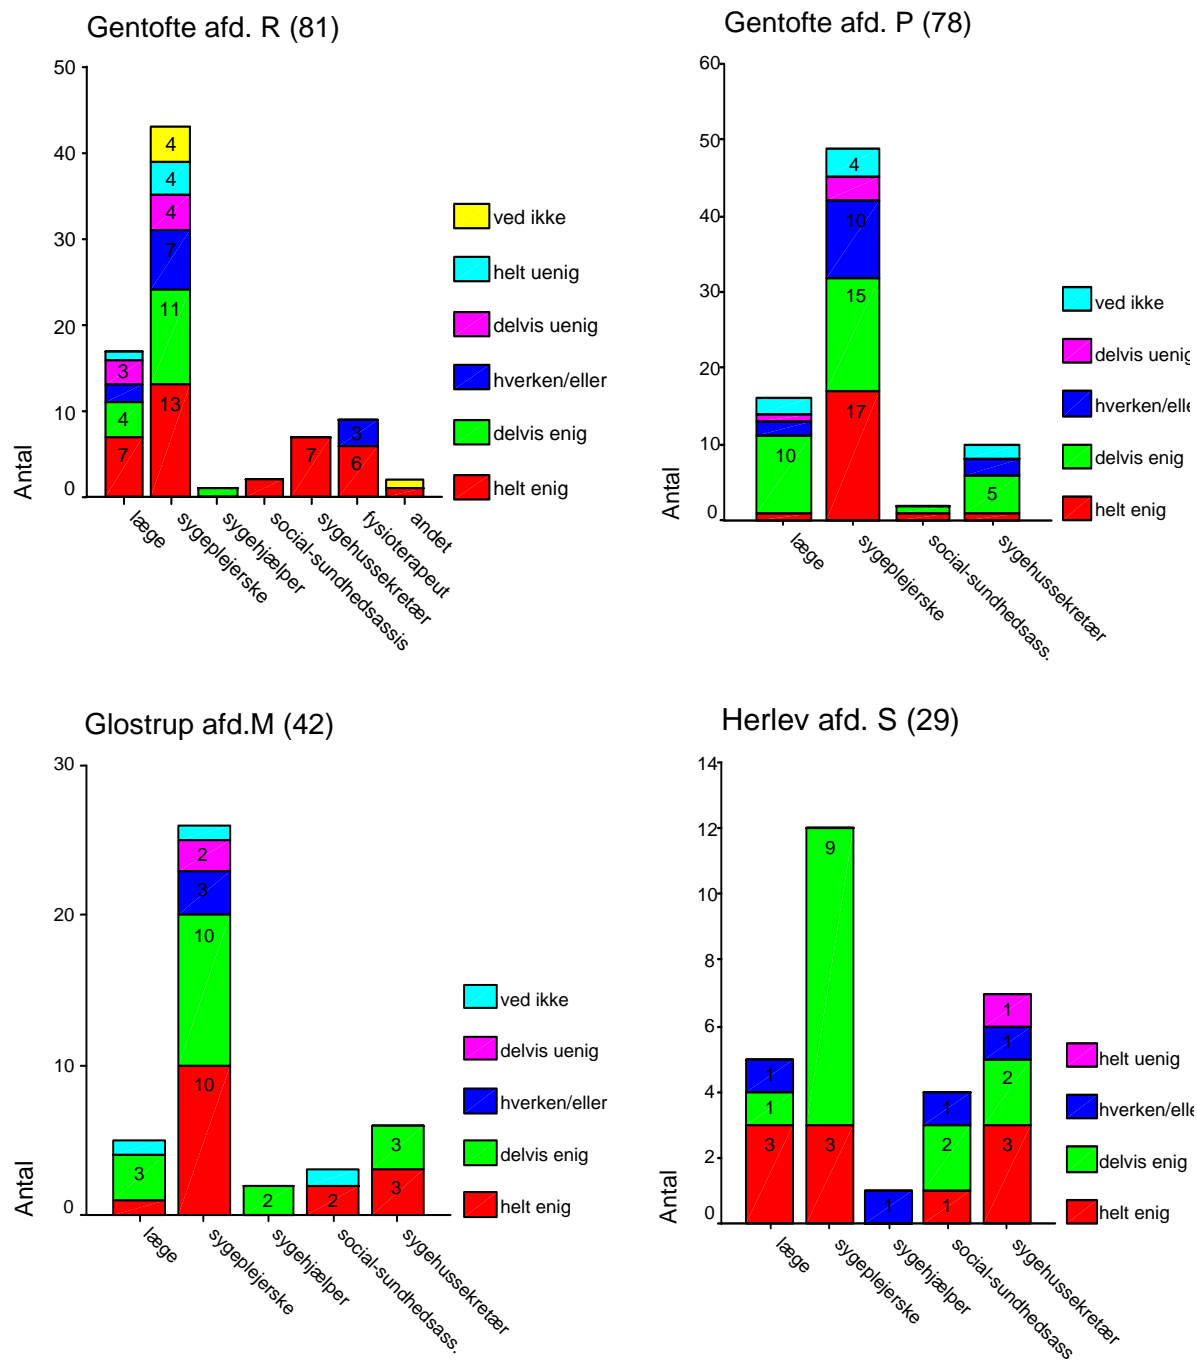 Gentofte afd. R (81)
50
40
30
20
10
0
Antal
4
4
4
7
11
13
3
4
7
7
3
6
læge
sygeplejerske
sygehjælper
social-sundhedsassis
sygehussekretær
fysioterapeut
andet
ved ikke
helt uenig
delvis uenig
hverken/eller
delvis enig
helt enig
Gentofte afd. P (78)
60
50
40
30
20
10
0
Antal
4
10
15
17
10
5
læge
sygeplejerske
social-sundhedsass.
sygehussekretær
ved ikke
delvis uenig
hverken/elle
delvis enig
helt enig
Glostrup afd.M (42)
30
20
10
0
Antal
2
3
10
10
3
2
2
3
3
læge
sygeplejerske
sygehjælper
social-sundhedsass.
sygehussekretær
ved ikke
delvis uenig
hverken/eller
delvis enig
helt enig
Herlev afd. S (29)
14
12
10
8
6
4
2
0
Antal
1
1
3
9
3
1
1
2
1
1
1
2
3
læge
sygeplejerske
sygehjælper
social-sundhedsass
sygehussekretær
helt uenig
hverken/elle
delvis enig
helt enig